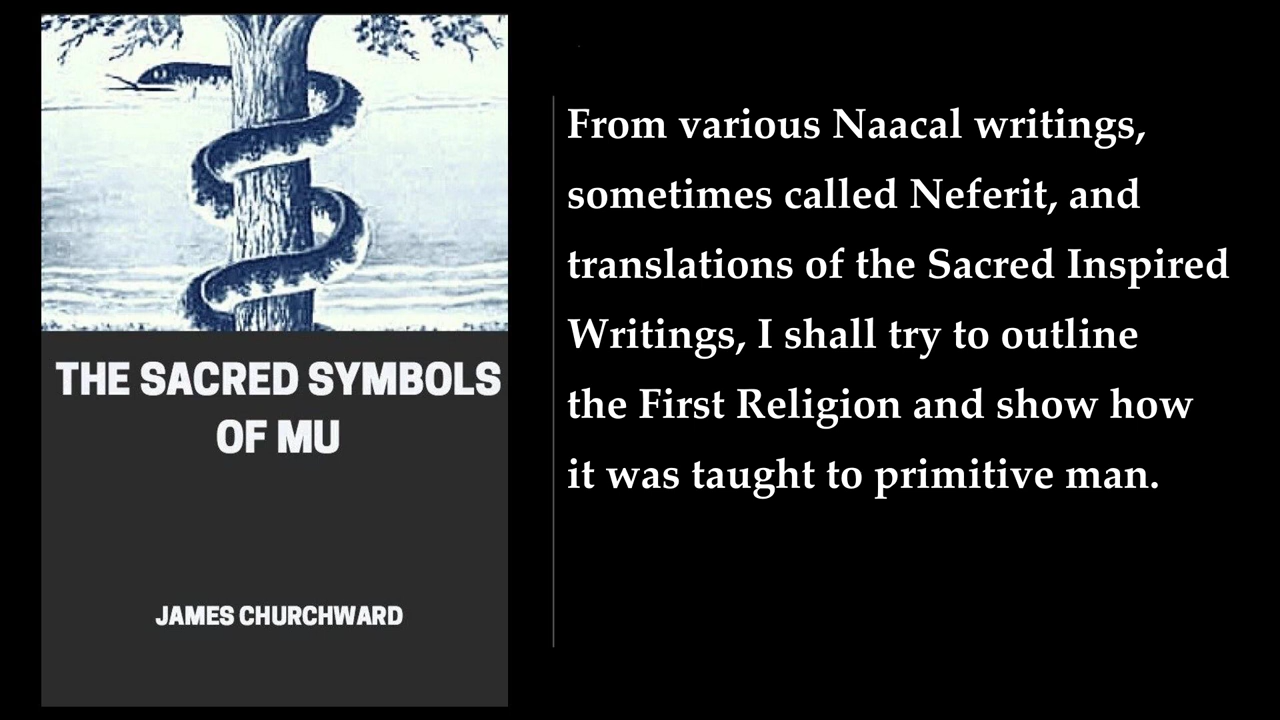 THE SACRED SYMBOLS
OF MU
JAMES CHURCHWARD
From various Naacal writings,
sometimes called Neferit, and
translations of the Sacred Inspired
Writings, I shall try to outline
the First Religion and show how
it was taught to primitive man.